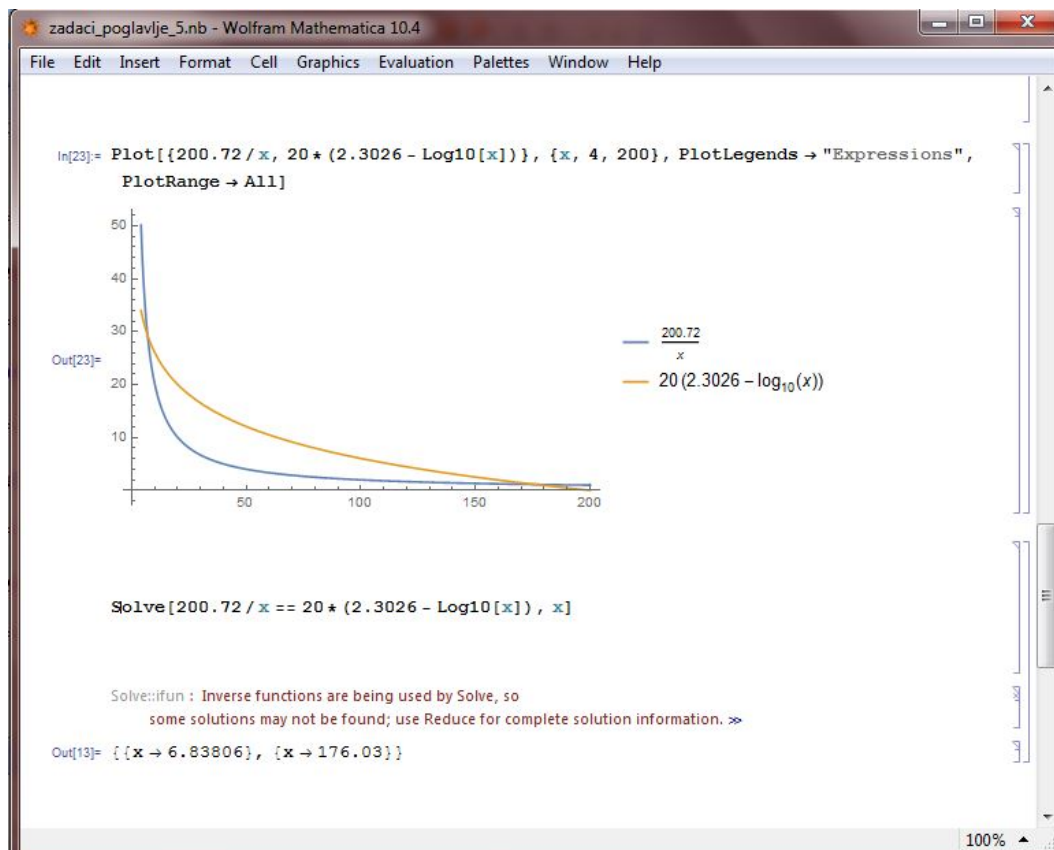 zadaci_poglavlje_5.nb - Wolfram Mathematica 10.4
File Edit Insert Format Cell Graphics Evaluation Palettes Window Help
In[23]:= Plot[{200.72 / x, 20 * (2.3026 - Log10[x])}, {x, 4, 200}, PlotLegends → "Expressions",
PlotRange → All]
50
40
30
20
10
50 100 150 200
Out[23]=
200.72
x
20 (2.3026 – log10(x))
Solve[200.72 / x == 20 * (2.3026 - Log10[x]), x]
Solve::ifun : Inverse functions are being used by Solve, so
some solutions may not be found; use Reduce for complete solution information. ≫
Out[13]= {{x → 6.83806}, {x → 176.03}}
100%